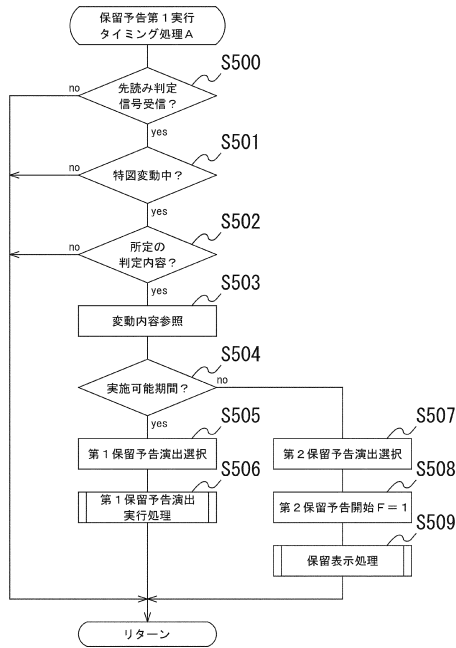 保留予告第１実行
タイミング処理Ａ
S500
先読み判定
信号受信？
no
yes
S501
特図変動中？
no
yes
S502
所定の
判定内容？
no
yes
S503
変動内容参照
S504
実施可能期間？
no
yes
S505
第１保留予告演出選択
S507
第２保留予告演出選択
S506
第１保留予告演出
実行処理
S508
第２保留予告開始Ｆ＝１
S509
保留表示処理
リターン